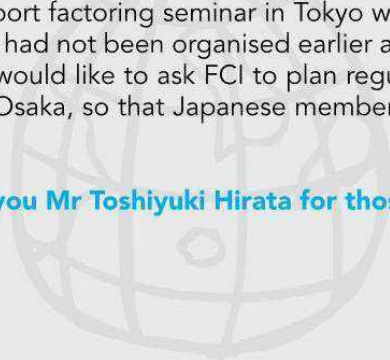 port factoring seminar in Tokyo w
had not been organised earlier a
would like to ask FCI to plan regu
Osaka, so that Japanese member
you Mr Toshiyuki Hirata for thos